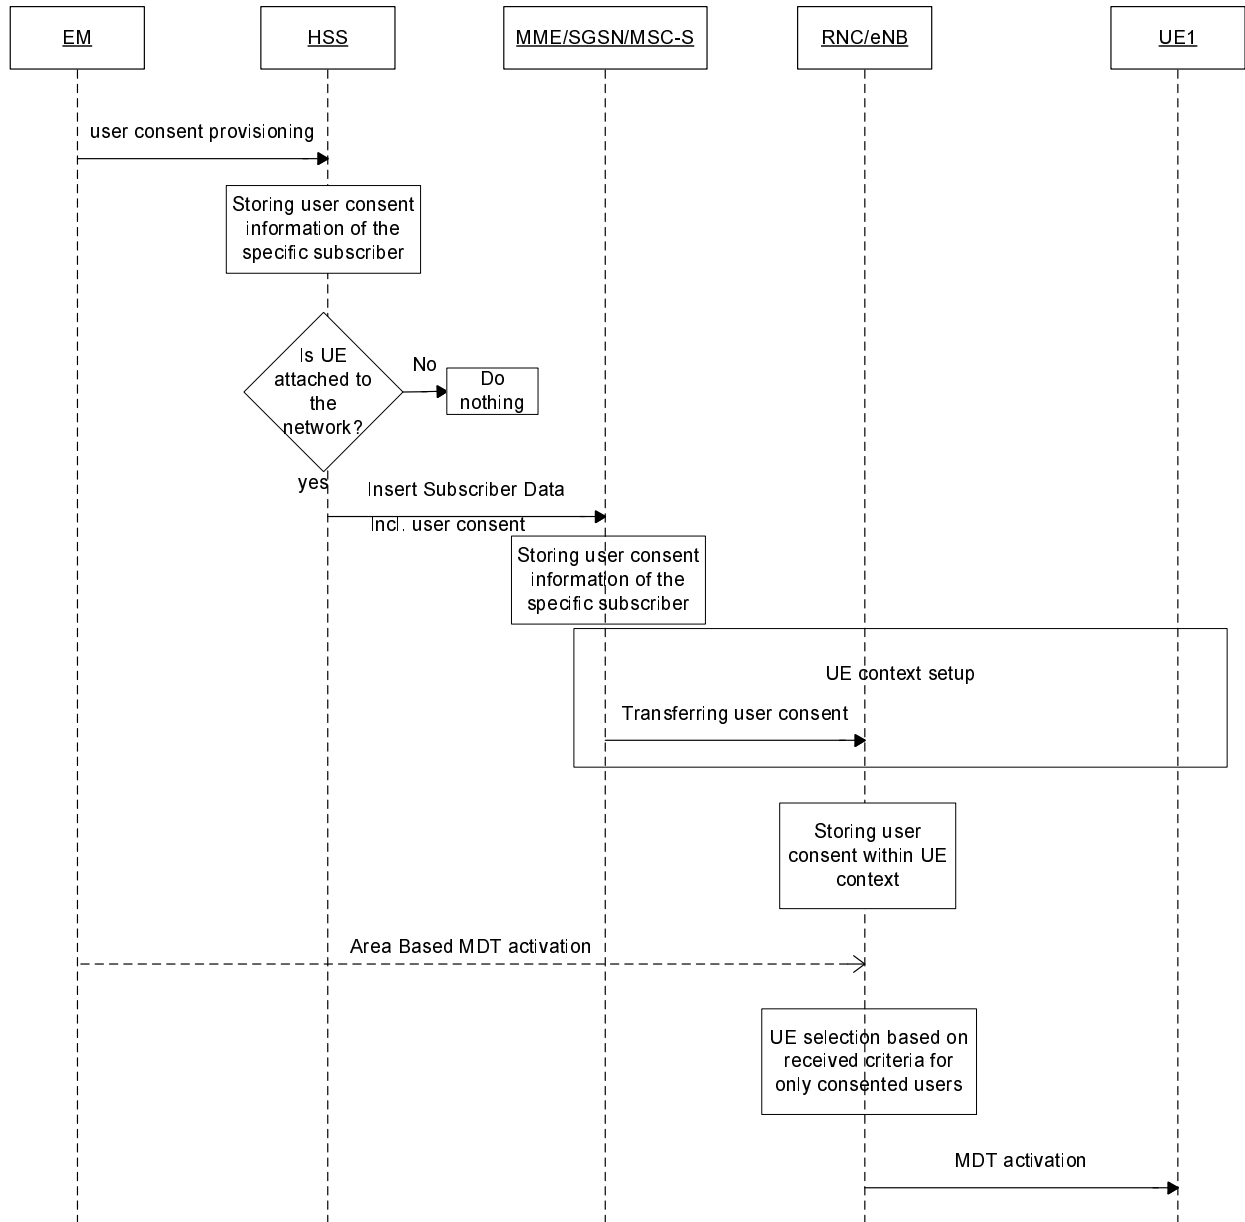 EM
HSS
MME/SGSN/MSC-S
RNC/eNB
UE1
user consent provisioning
Storing user consent
information of the
specific subscriber
Is UE
attached to
the
network?
No
Do
nothing
yes
Insert Subscriber Data
Incl. user consent
Storing user consent
information of the
specific subscriber
UE context setup
Transferring user consent
Storing user
consent within UE
context
Area Based MDT activation
UE selection based on
received criteria for
only consented users
MDT activation